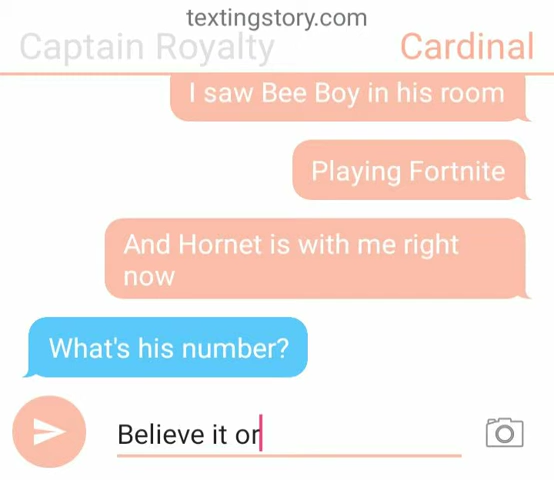 textingstory.com
Captain Royalty Cardinal
I saw Bee Boy in his room
Playing Fortnite
And Hornet is with me right
now
What's his number?
Believe it or